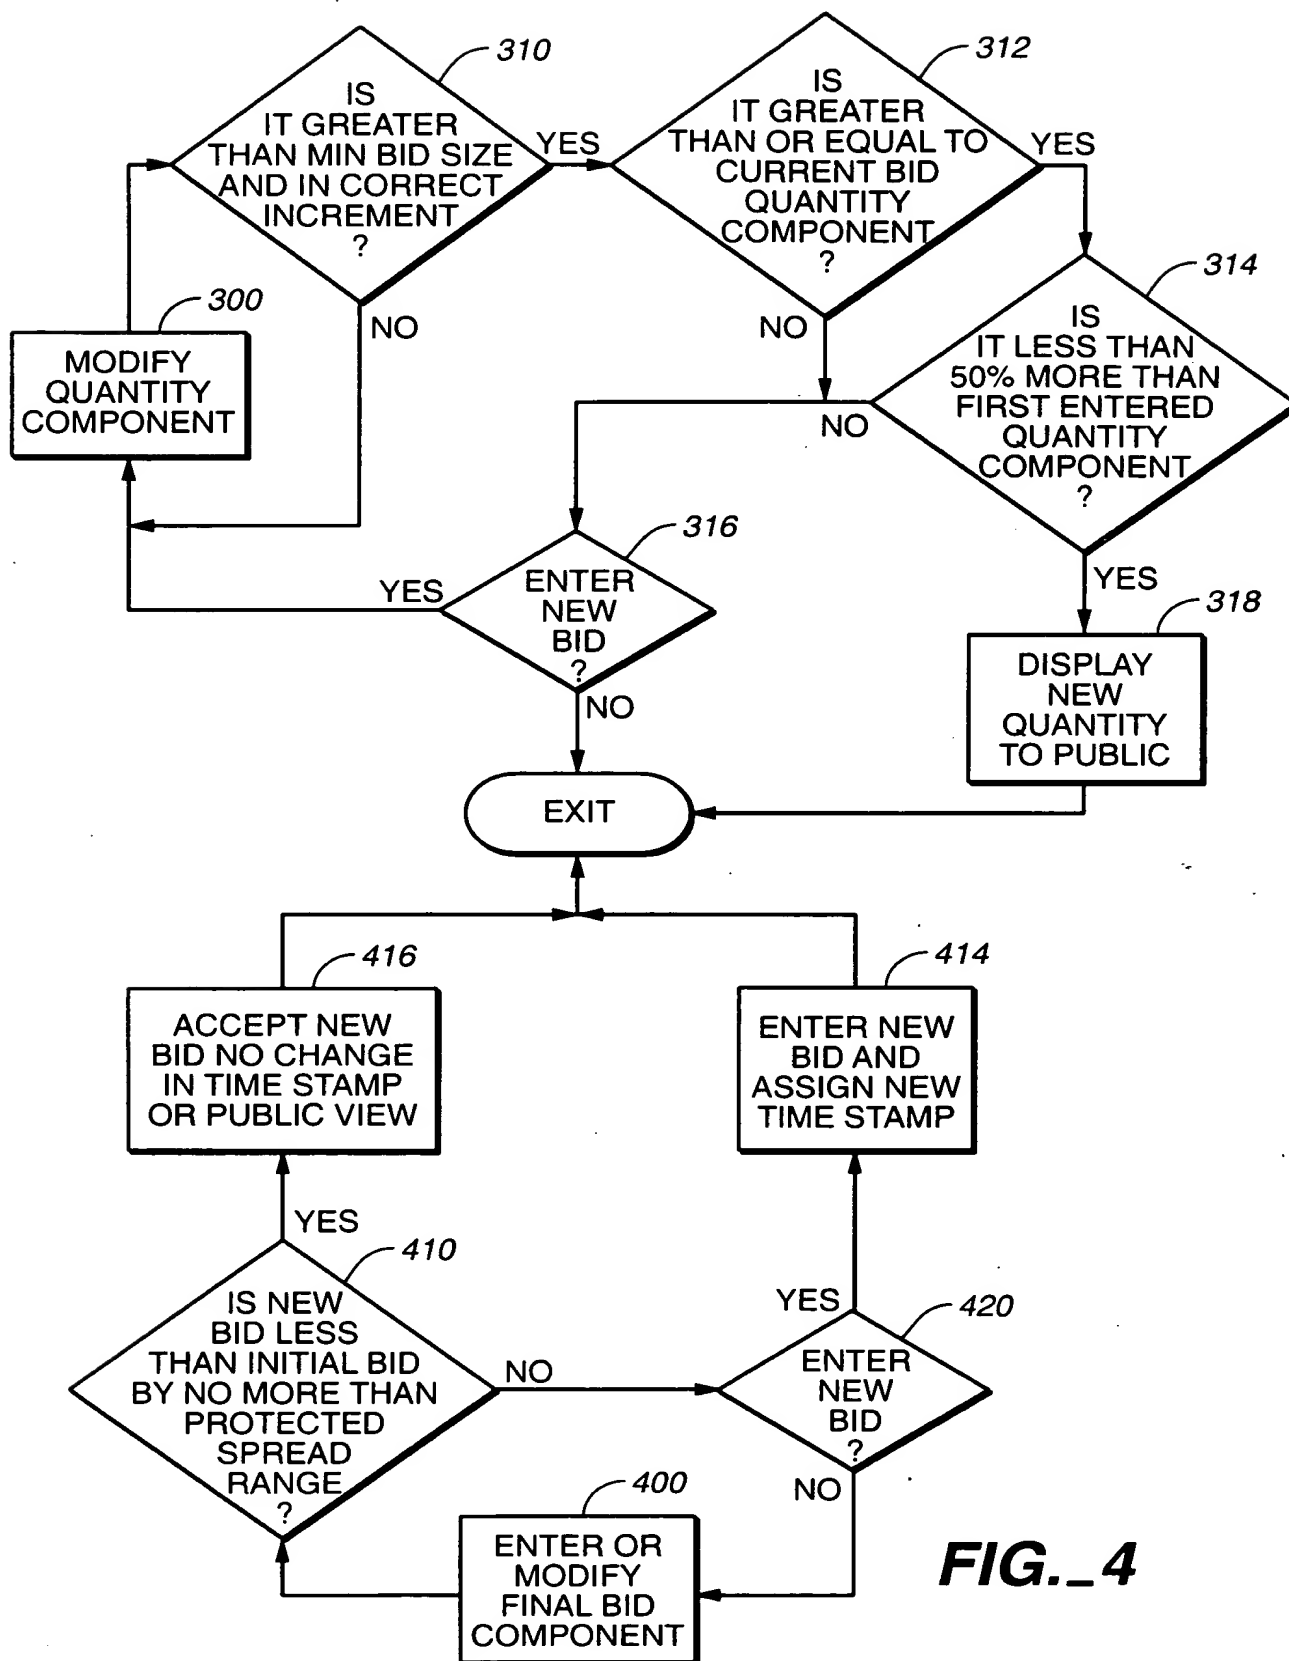 310
IS
IT GREATER
THAN MIN BID SIZE
AND IN CORRECT
INCREMENT
?
YES
NO
312
IS
IT GREATER
THAN OR EQUAL TO
CURRENT BID
QUANTITY
COMPONENT
?
YES
NO
300
MODIFY
QUANTITY
COMPONENT
314
IS
IT LESS THAN
50% MORE THAN
FIRST ENTERED
QUANTITY
COMPONENT
?
NO
YES
316
ENTER
NEW
BID
?
YES
NO
318
DISPLAY
NEW
QUANTITY
TO PUBLIC
EXIT
416
ACCEPT NEW
BID NO CHANGE
IN TIME STAMP
OR PUBLIC VIEW
414
ENTER NEW
BID AND
ASSIGN NEW
TIME STAMP
YES
410
IS NEW
BID LESS
THAN INITIAL BID
BY NO MORE THAN
PROTECTED
SPREAD
RANGE
?
NO
YES
420
ENTER
NEW
BID
?
NO
400
ENTER OR
MODIFY
FINAL BID
COMPONENT
FIG._4